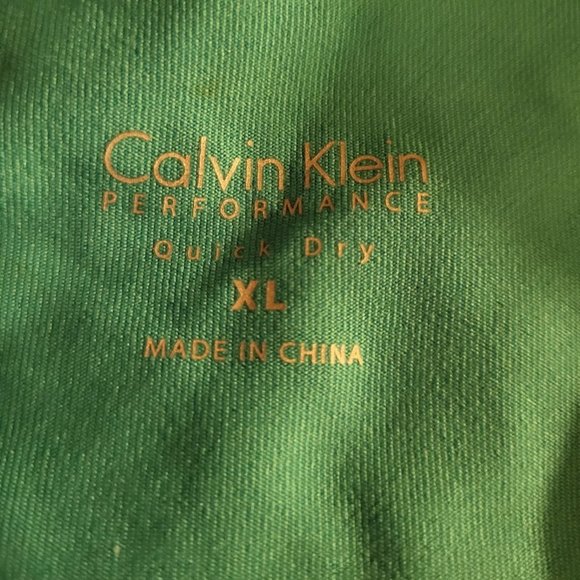 Calvin Klein
PERFORMANCE
Quick Dry
XL
MADE IN CHINA